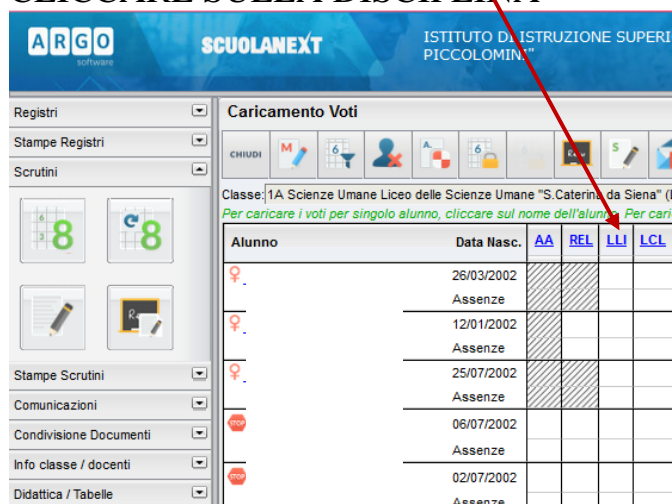 CLICCARE SULLA DISCIPLINA
ARGO
software
SCUOLANEXT
ISTITUTO DI ISTRUZIONE SUPERI
PICCOLOMINI"
Registri
Stampe Registri
Scrutini
8
8
Stampe Scrutini
Comunicazioni
Condivisione Documenti
Info classe / docenti
Didattica / Tabelle
Caricamento Voti
CHIUDI
Classe: 1A Scienze Umane Liceo delle Scienze Umane "S.Caterina da Siena" (
Per caricare i voti per singolo alunno, cliccare sul nome dell'alunno. Per cari
Alunno Data Nasc. AA REL LLI LCL
26/03/2002
Assenze
12/01/2002
Assenze
25/07/2002
Assenze
STOP 06/07/2002
Assenze
STOP 02/07/2002
Assenze